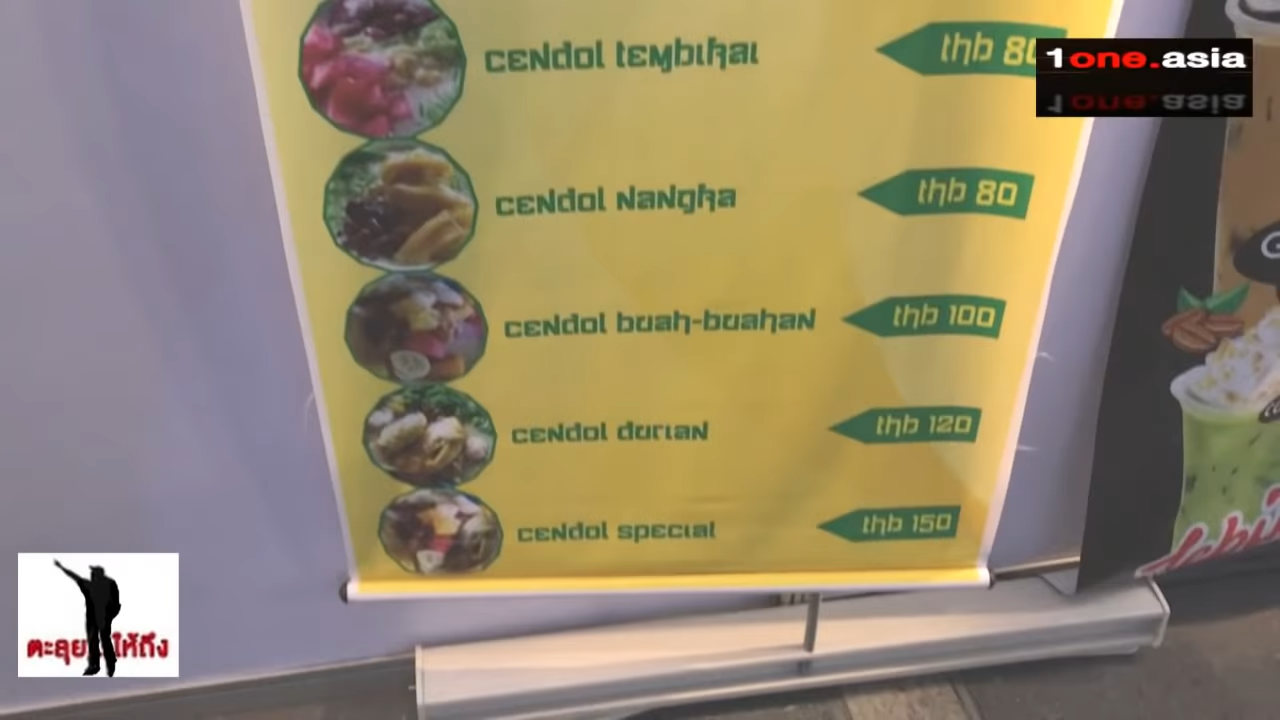 cendol tembikai
thb 80
1one.asia
cendol nangka
thb 80
cendol buah-buahan
thb 100
cendol durian
thb 120
cendol special
thb 150
ตะลุย ให้ถึง